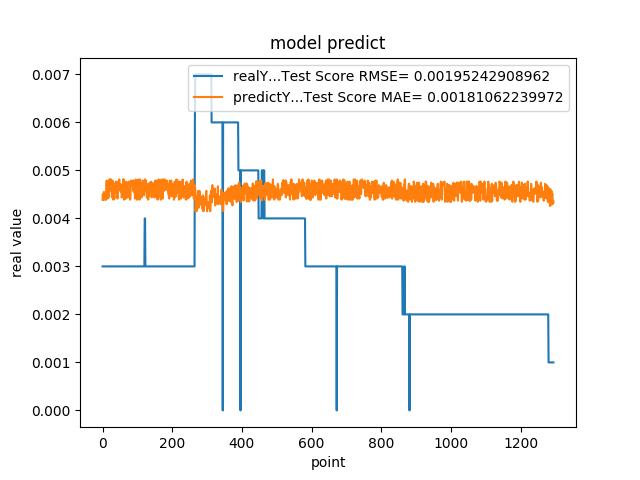 model predict
realY...Test Score RMSE= 0.00195242908962
predictY...Test Score MAE= 0.00181062239972
real value
0.007
0.006
0.005
0.004
0.003
0.002
0.001
0.000
0 200 400 600 800 1000 1200
point